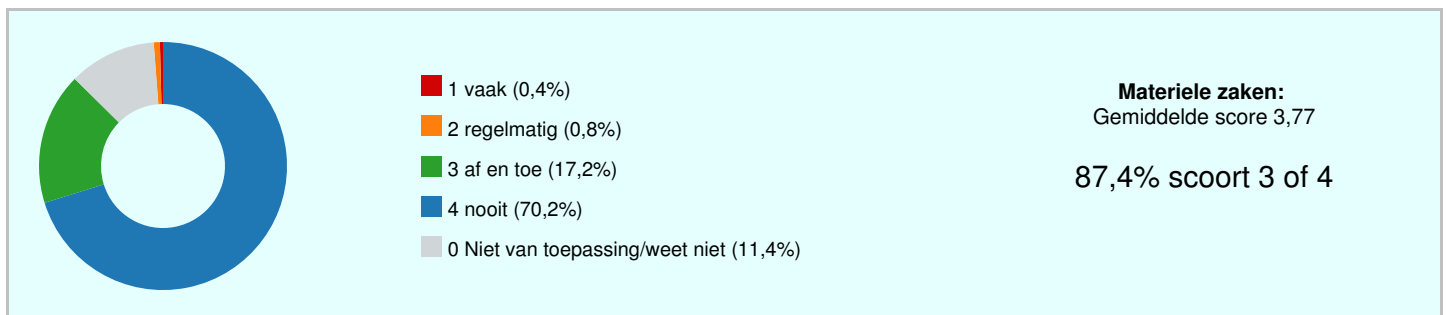 1 vaak (0,4%)
2 regelmatig (0,8%)
3 af en toe (17,2%)
4 nooit (70,2%)
0 Niet van toepassing/weet niet (11,4%)
Materiele zaken:
Gemiddelde score 3,77
87,4% scoort 3 of 4